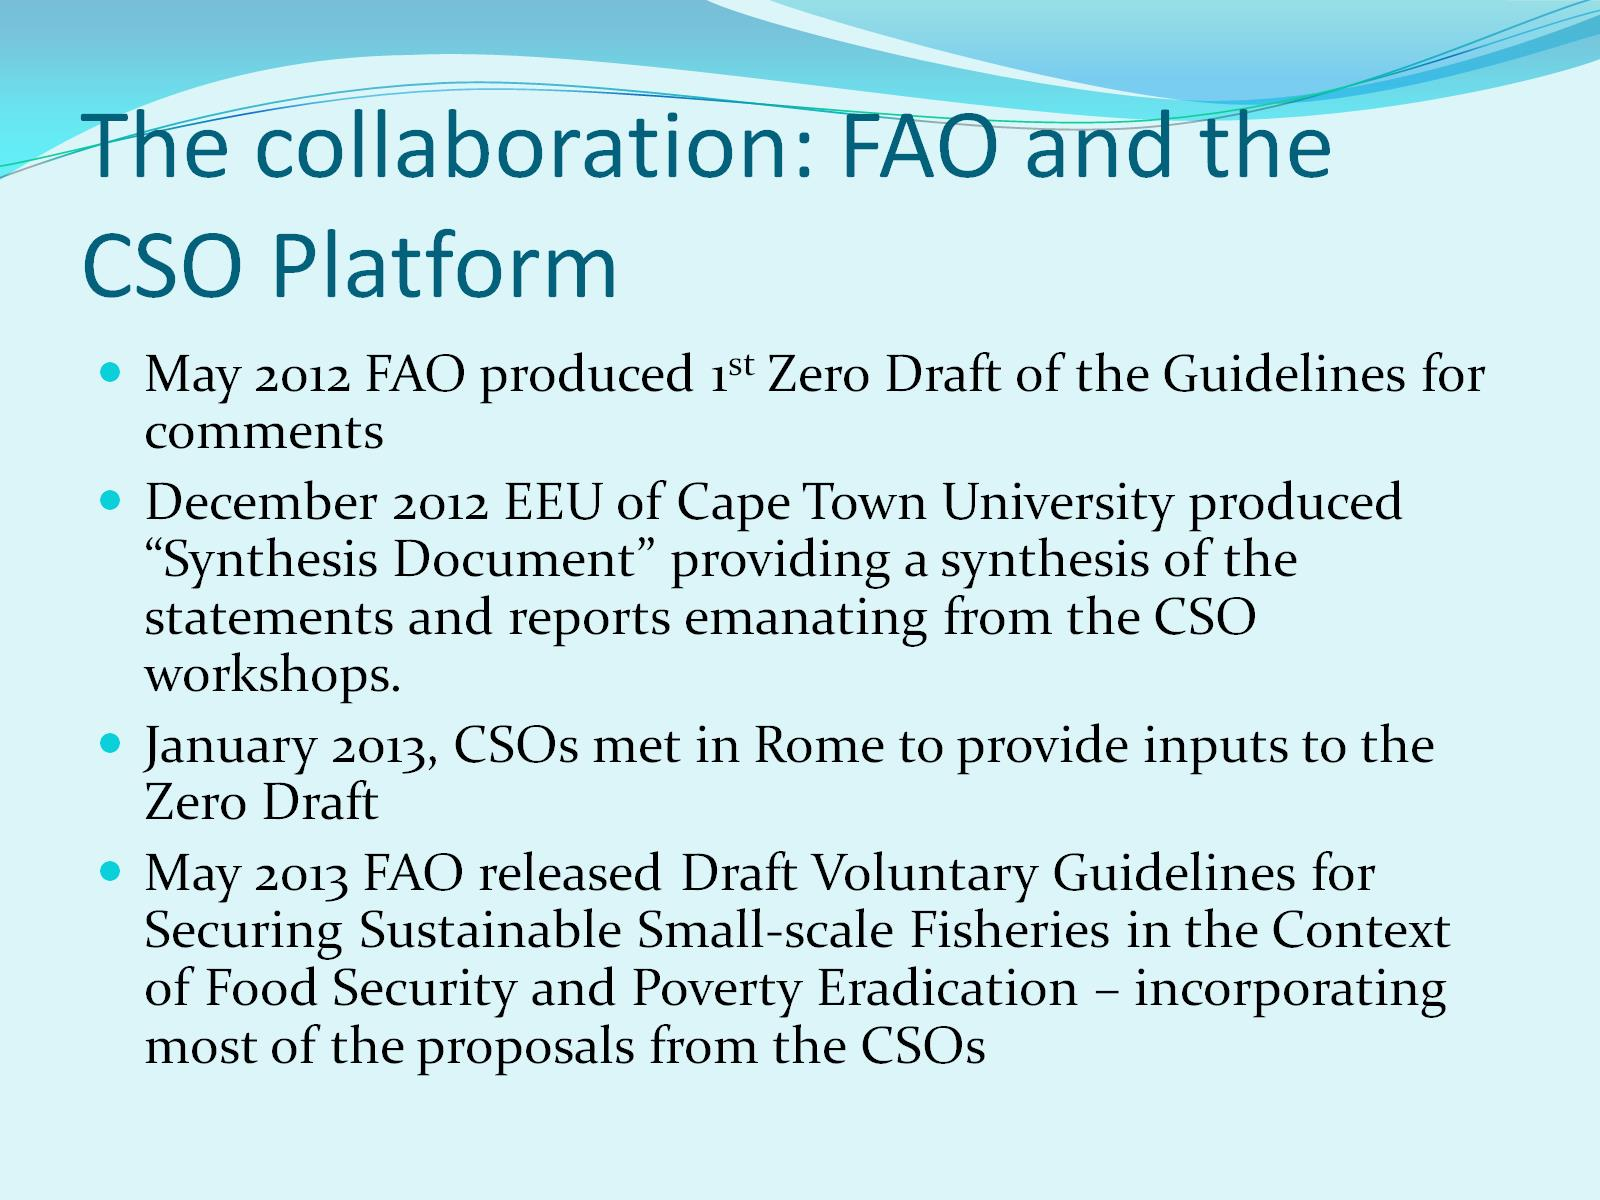 The collaboration: FAO and the
CSO Platform
• May 2012 FAO produced 1st Zero Draft of the Guidelines for
comments
• December 2012 EEU of Cape Town University produced
“Synthesis Document” providing a synthesis of the
statements and reports emanating from the CSO
workshops.
• January 2013, CSOs met in Rome to provide inputs to the
Zero Draft
• May 2013 FAO released Draft Voluntary Guidelines for
Securing Sustainable Small-scale Fisheries in the Context
of Food Security and Poverty Eradication – incorporating
most of the proposals from the CSOs